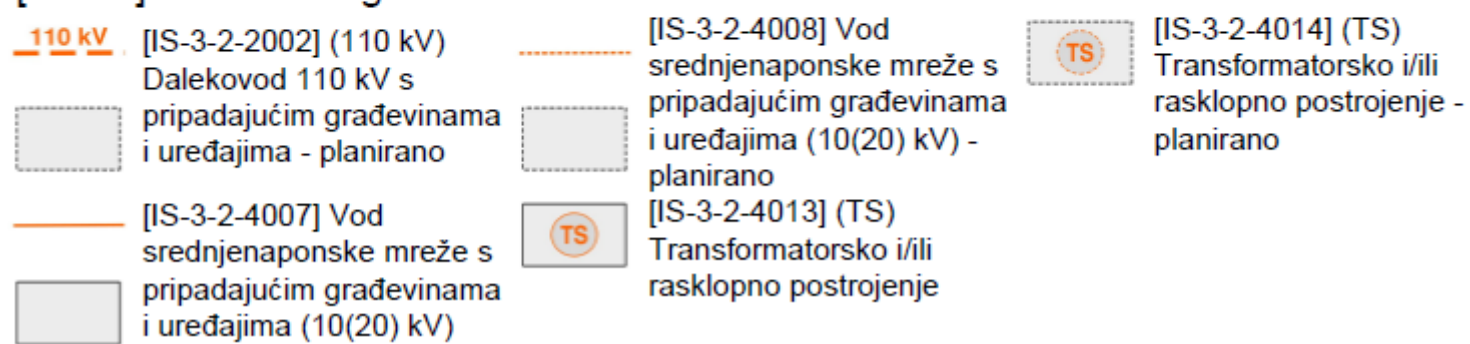 110 kV
[IS-3-2-2002] (110 kV)
Dalekovod 110 kV s
pripadajućim građevinama
i uređajima - planirano
[IS-3-2-4007] Vod
srednjenaponske mreže s
pripadajućim građevinama
i uređajima (10(20) kV)
[IS-3-2-4008] Vod
srednjenaponske mreže s
pripadajućim građevinama
i uređajima (10(20) kV) -
planirano
TS
[IS-3-2-4013] (TS)
Transformatorsko i/ili
rasklopno postrojenje
TS
[IS-3-2-4014] (TS)
Transformatorsko i/ili
rasklopno postrojenje -
planirano